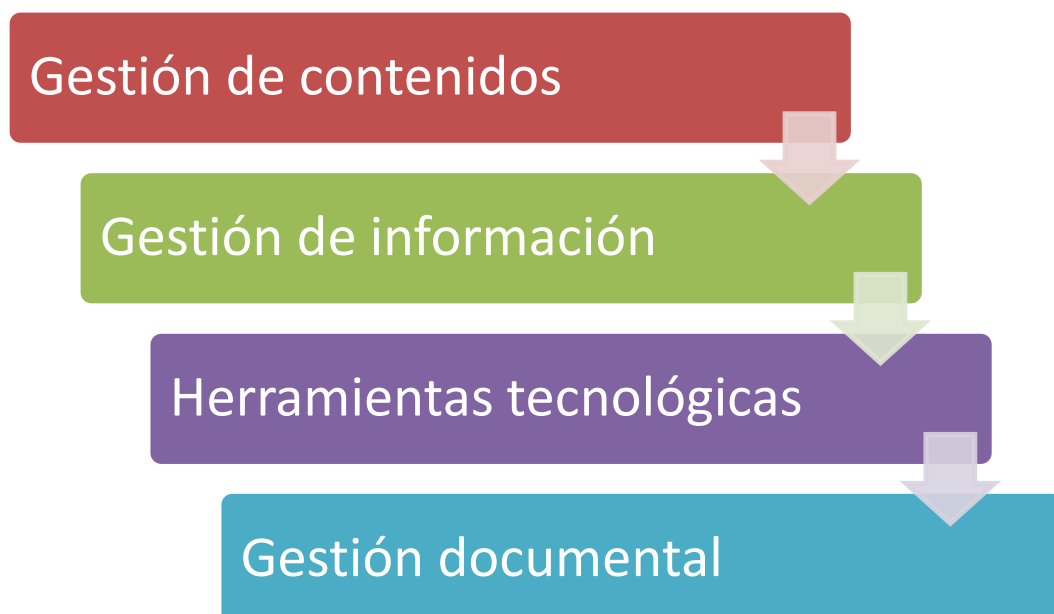 Gestión de contenidos
Gestión de información
Herramientas tecnológicas
Gestión documental